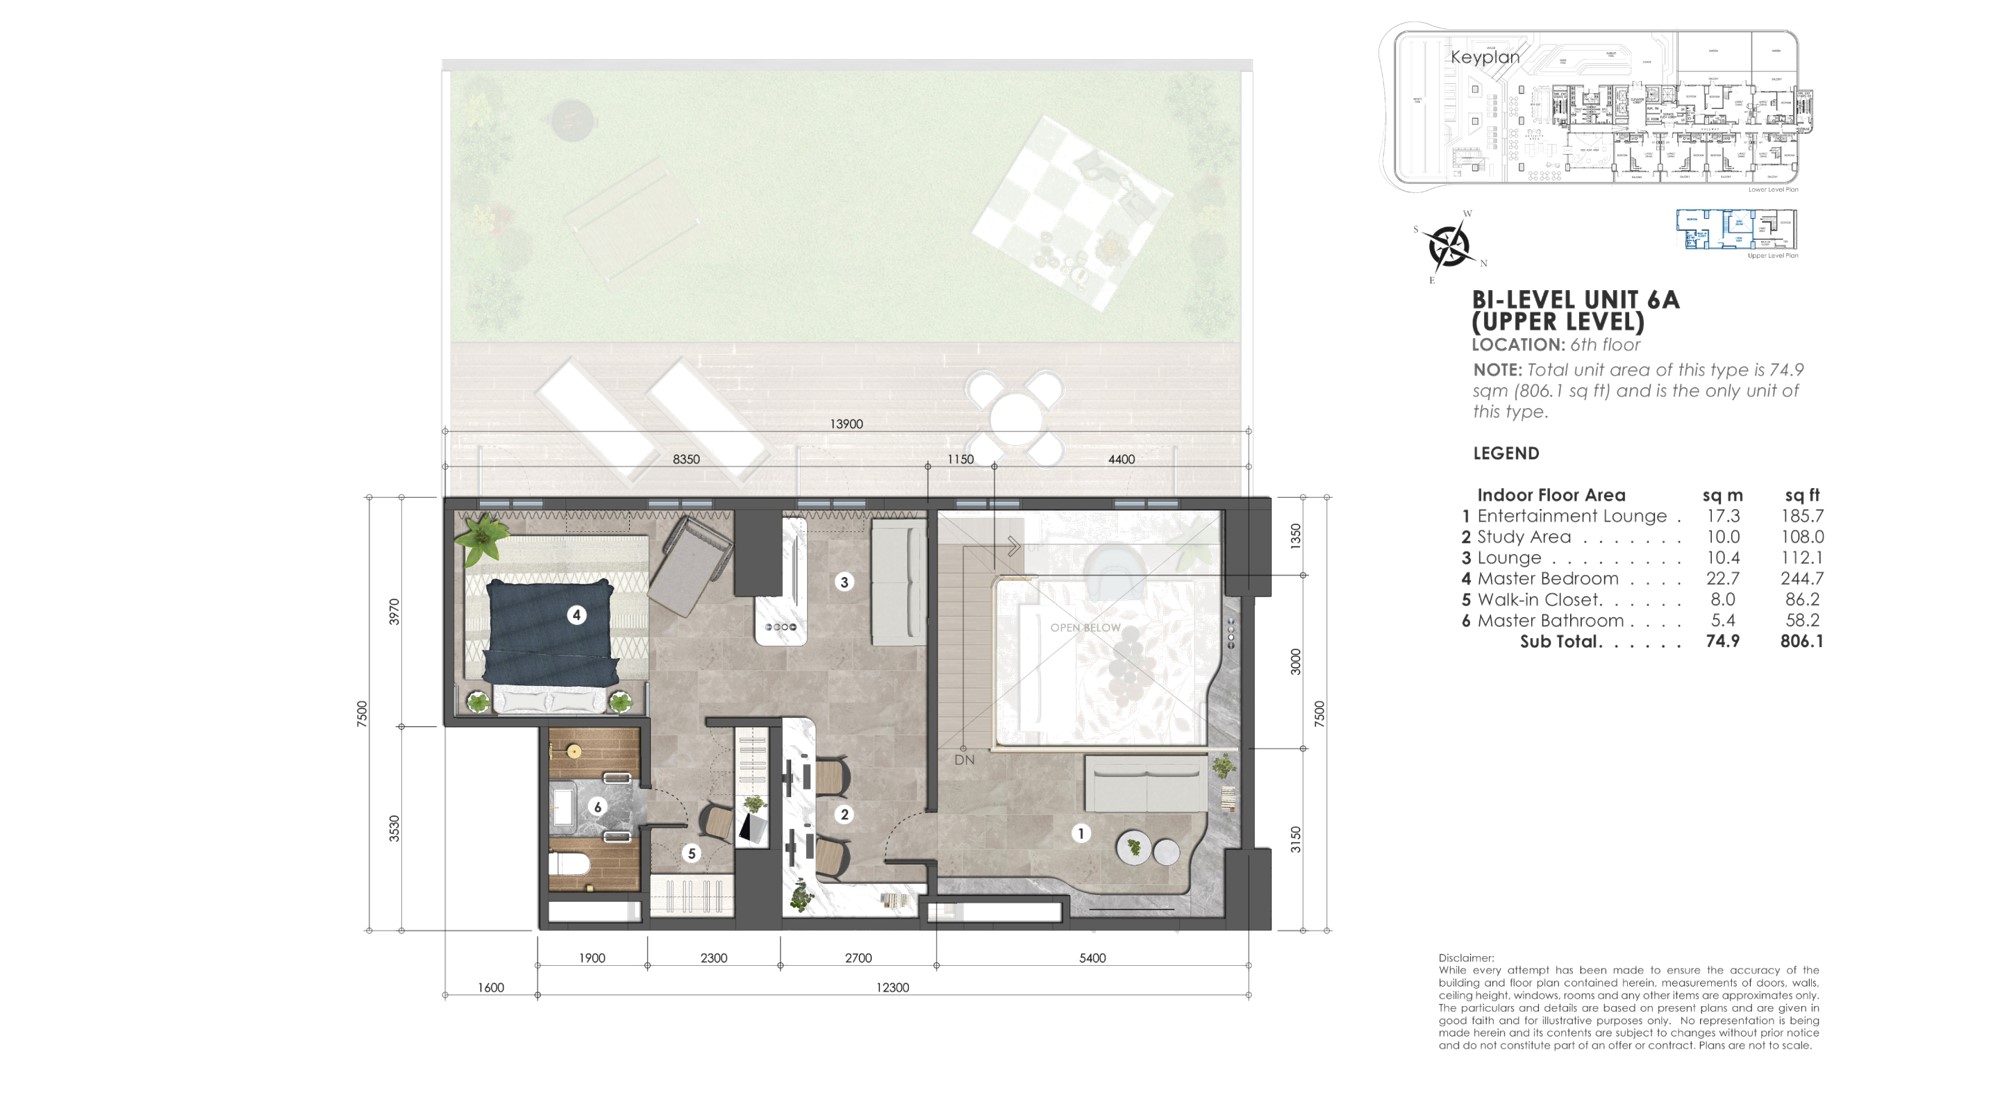 Keyplan
Lower Level Plan
W
S
N
E
Upper Level Plan
BI-LEVEL UNIT 6A
(UPPER LEVEL)
LOCATION: 6th floor
NOTE: Total unit area of this type is 74.9
sqm (806.1 sq ft) and is the only unit of
this type.
LEGEND
Indoor Floor Area sq m sq ft
1 Entertainment Lounge . 17.3 185.7
2 Study Area . . . . . . . 10.0 108.0
3 Lounge . . . . . . . . . 10.4 112.1
4 Master Bedroom . . . . 22.7 244.7
5 Walk-in Closet. . . . . . 8.0 86.2
6 Master Bathroom . . . . 5.4 58.2
Sub Total. . . . . . 74.9 806.1
13900
8350 1150 4400
1350
3970
3000
7500
7500
3530
3150
UP
3
4
OPEN BELOW
DN
6
2
1
5
1900 2300 2700 5400
1600 12300
Disclaimer:
While every attempt has been made to ensure the accuracy of the
building and floor plan contained herein, measurements of doors, walls,
ceiling height, windows, rooms and any other items are approximates only.
The particulars and details are based on present plans and are given in
good faith and for illustrative purposes only. No representation is being
made herein and its contents are subject to changes without prior notice
and do not constitute part of an offer or contract. Plans are not to scale.